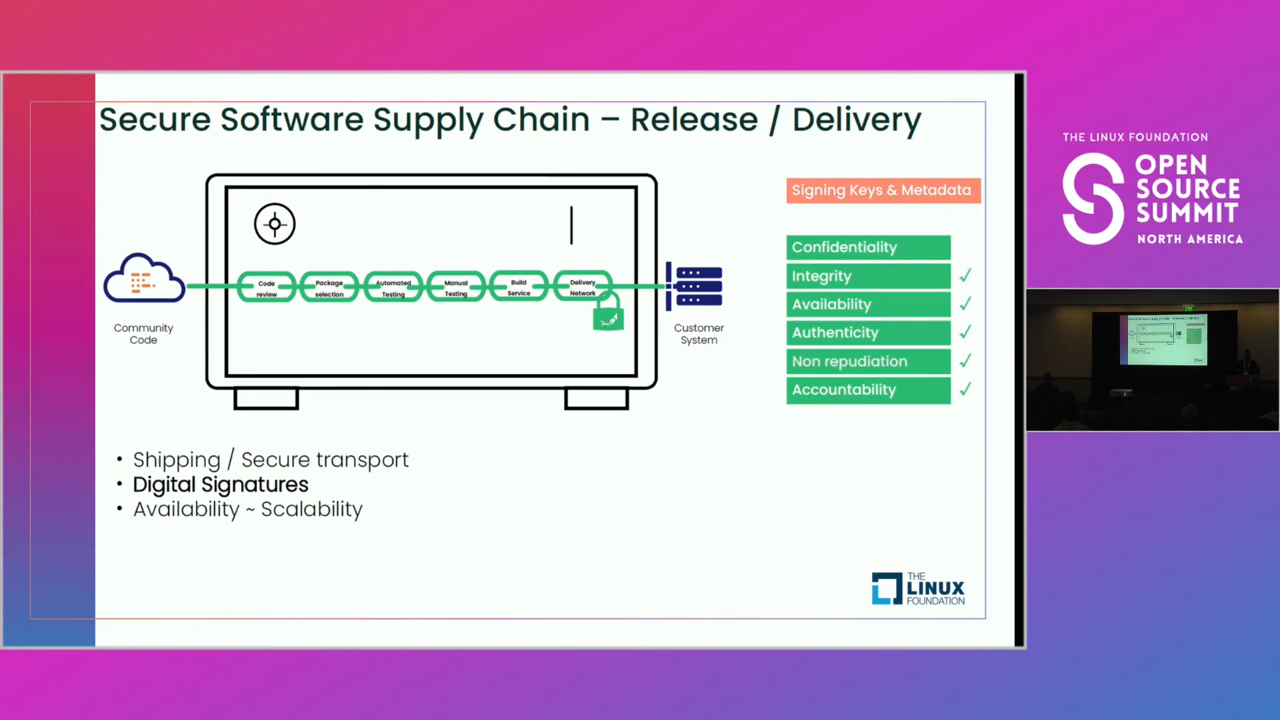 Secure Software Supply Chain – Release / Delivery
Signing Keys & Metadata
Confidentiality
Integrity ✓
Availability ✓
Authenticity ✓
Non repudiation ✓
Accountability ✓
Community
Code
Code
review
Package
selection
Automated
Testing
Manual
Testing
Build
Service
Delivery
Network
Customer
System
• Shipping / Secure transport
• Digital Signatures
• Availability ~ Scalability
THE
LINUX
FOUNDATION
THE LINUX FOUNDATION
OPEN
SOURCE
SUMMIT
NORTH AMERICA